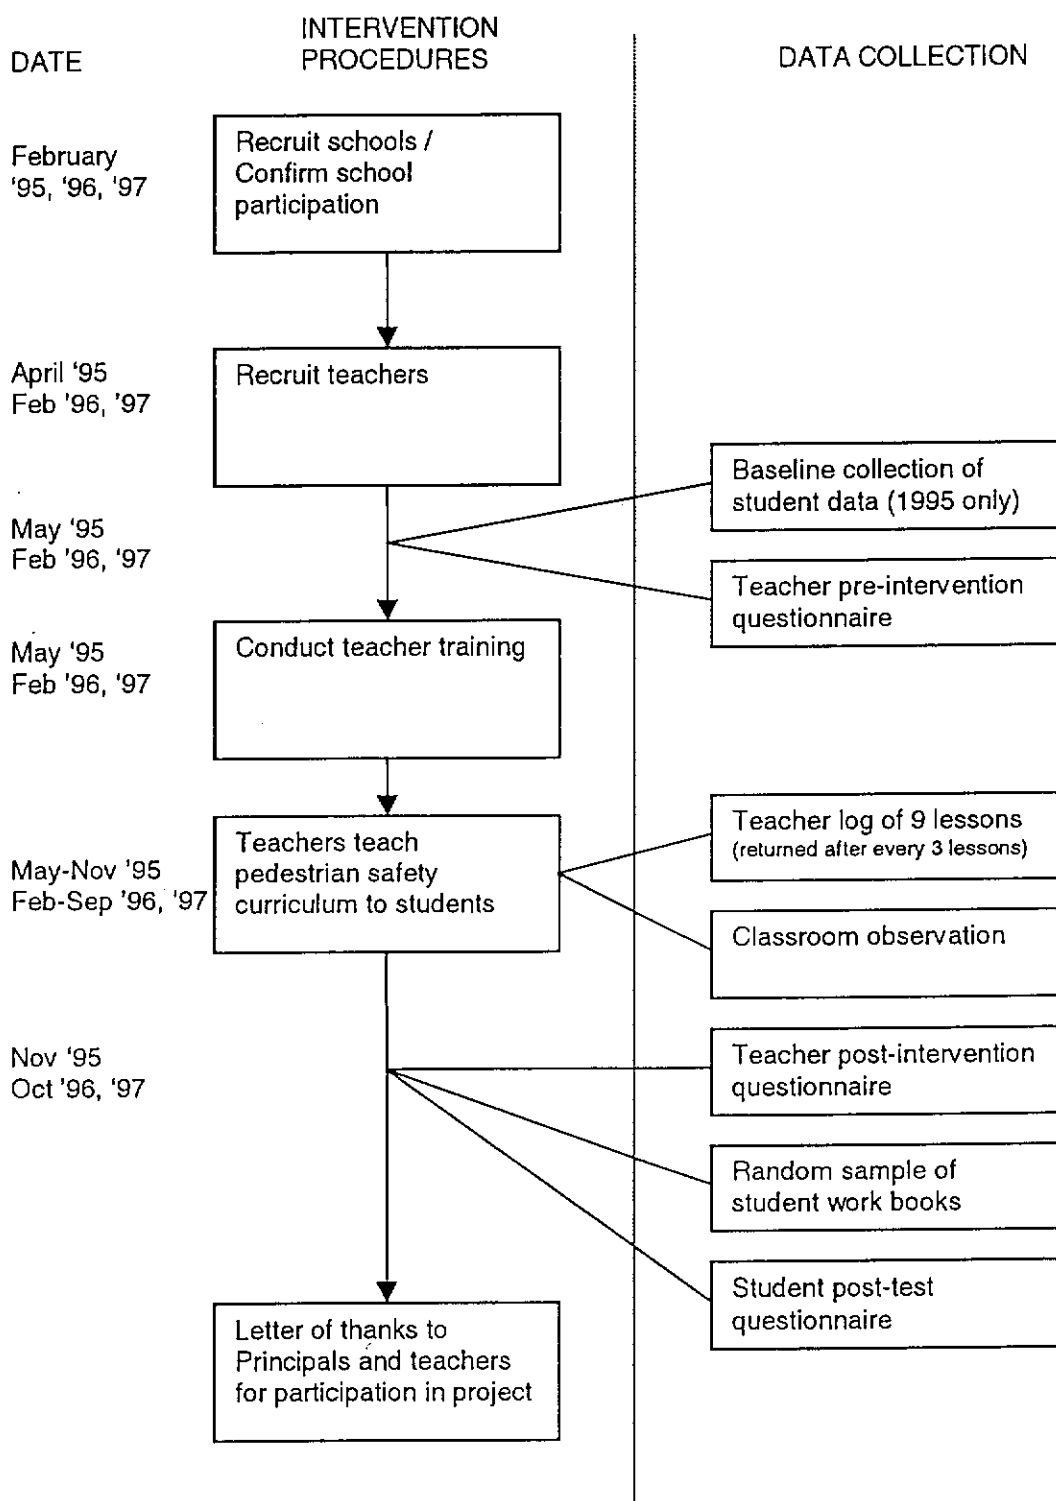 DATE
INTERVENTION
PROCEDURES
DATA COLLECTION
February
'95, '96, '97
Recruit schools /
Confirm school
participation
April '95
Feb '96, '97
Recruit teachers
Baseline collection of
student data (1995 only)
May '95
Feb '96, '97
Teacher pre-intervention
questionnaire
May '95
Feb '96, '97
Conduct teacher training
May-Nov '95
Feb-Sep '96, '97
Teachers teach
pedestrian safety
curriculum to students
Teacher log of 9 lessons
(returned after every 3 lessons)
Classroom observation
Nov '95
Oct '96, '97
Teacher post-intervention
questionnaire
Random sample of
student work books
Student post-test
questionnaire
Letter of thanks to
Principals and teachers
for participation in project